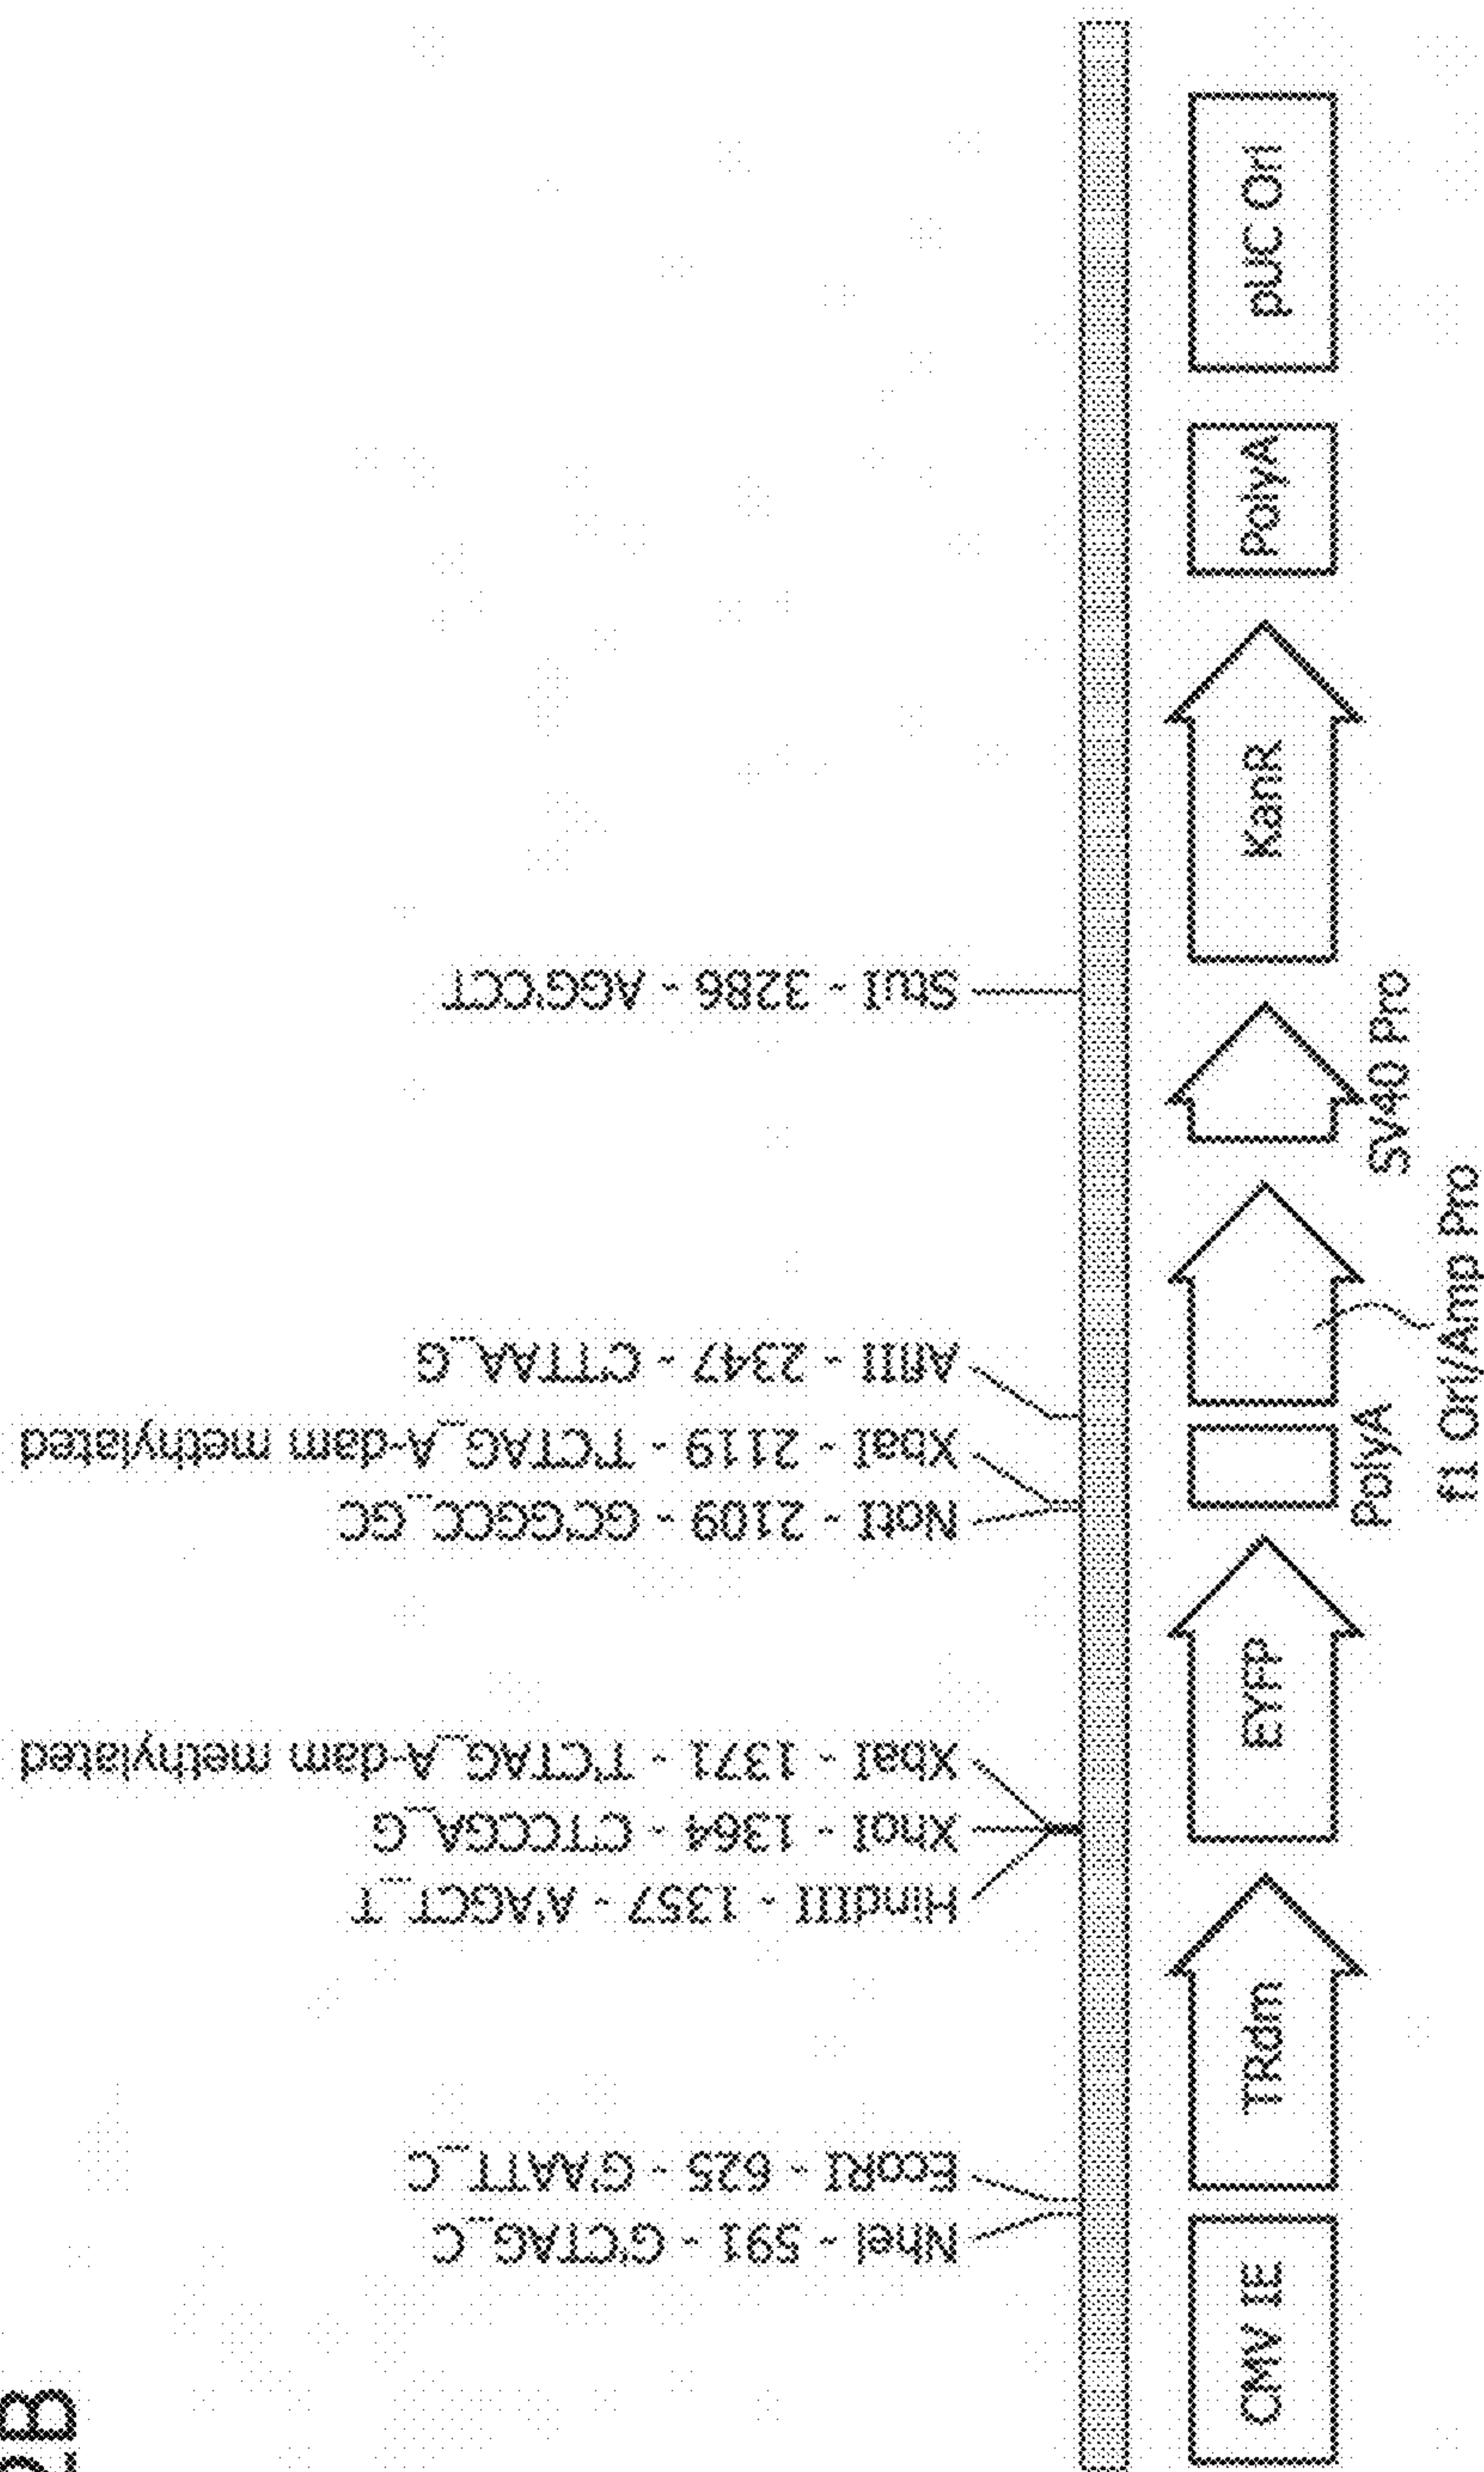 2B
NheI - 591 - G'CTAG_C
EcoRI - 625 - G'AATT_C
HindIII - 1357 - A'AGCT_T
XhoI - 1364 - C'TCGA_G
XbaI - 1371 - T'CTAG_A-dam methylated
NotI - 2109 - GC'GGCC_GC
XbaI - 2119 - T'CTAG_A-dam methylated
AflII - 2347 - C'TTAA_G
StuI - 3286 - AGG'CCT
CMV IE
TRdm
EYFP
PolyA
f1 Ori/Amp Pro
SV40 Pro
KanR
PolyA
pUC Ori